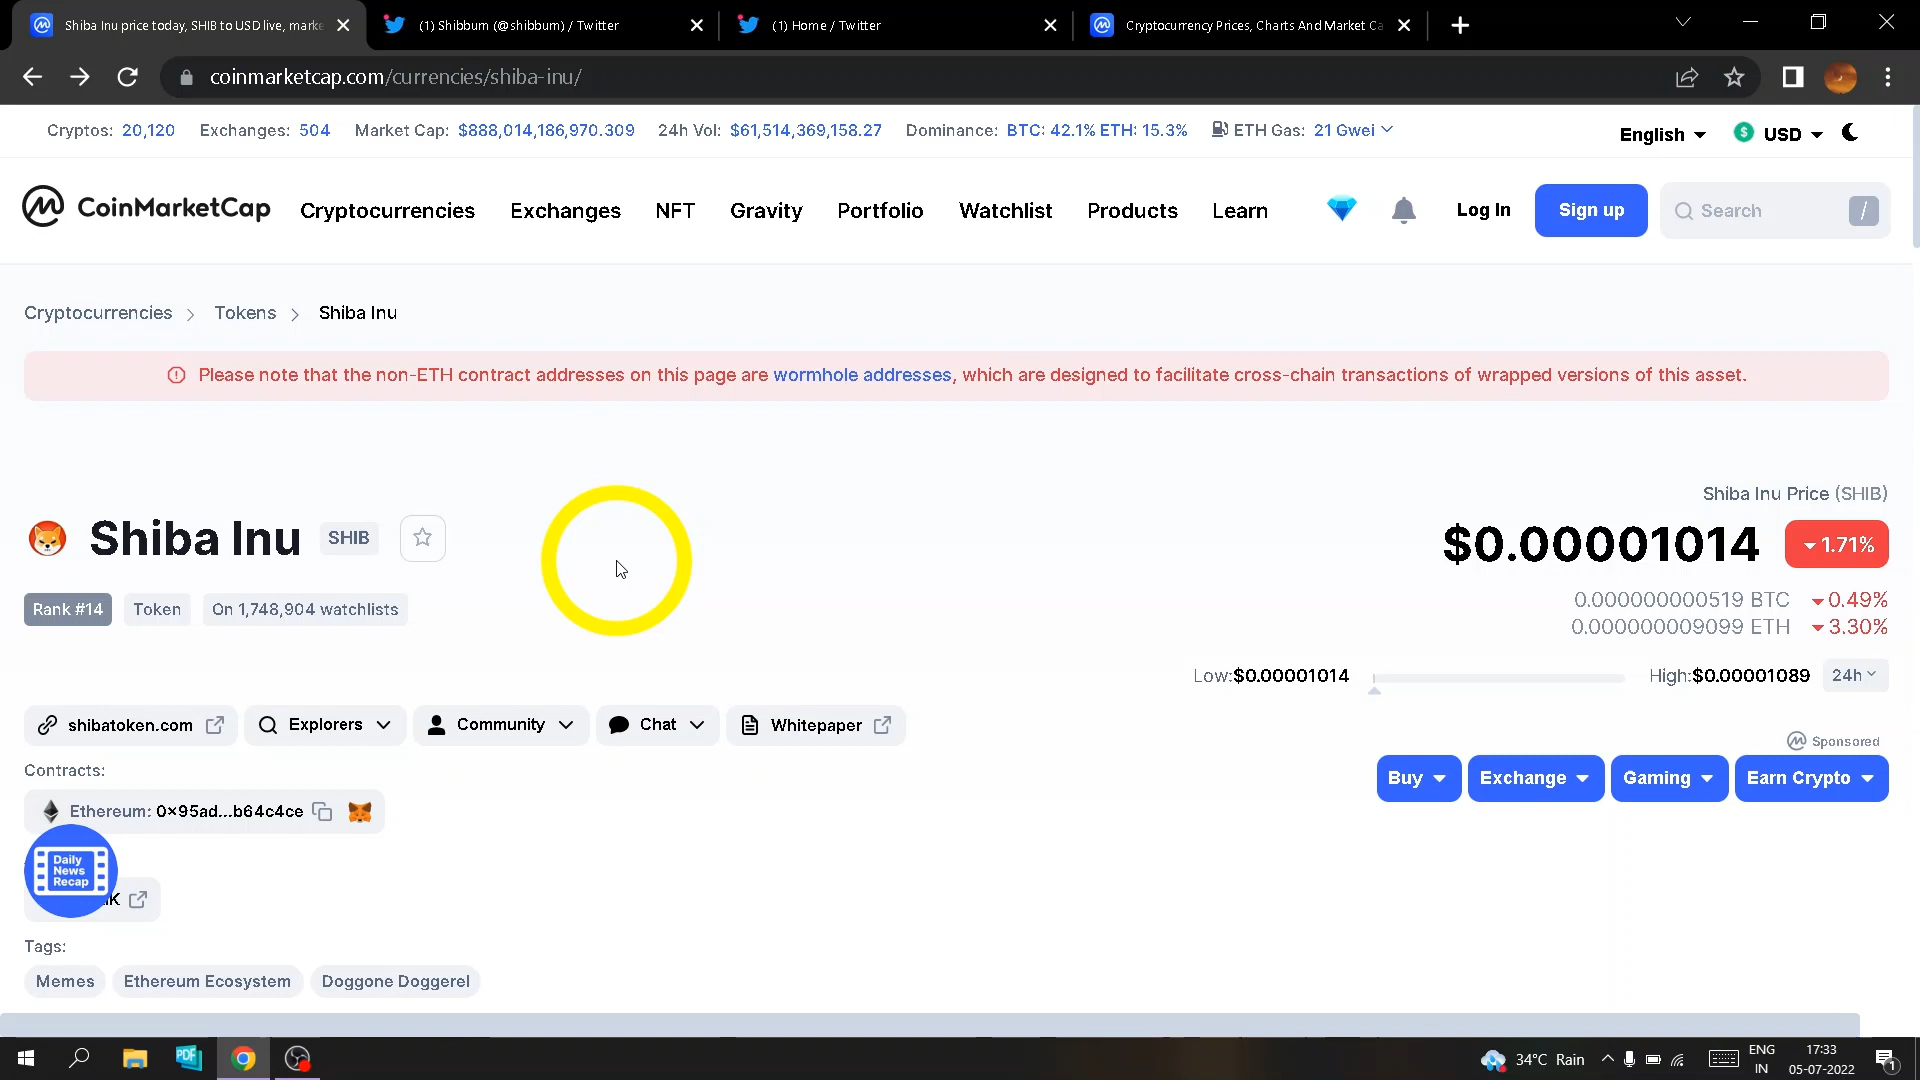 Shiba Inu price today, SHIB to USD live, marke
(1) Shibbum (@shibbum) / Twitter
(1) Home / Twitter
Cryptocurrency Prices, Charts And Market Ca
coinmarketcap.com/currencies/shiba-inu/
Cryptos: 20,120 Exchanges: 504 Market Cap: $888,014,186,970.309 24h Vol: $61,514,369,158.27 Dominance: BTC: 42.1% ETH: 15.3% ETH Gas: 21 Gwei
English USD
CoinMarketCap Cryptocurrencies Exchanges NFT Gravity Portfolio Watchlist Products Learn Log In Sign up Search /
Cryptocurrencies > Tokens > Shiba Inu
Please note that the non-ETH contract addresses on this page are wormhole addresses, which are designed to facilitate cross-chain transactions of wrapped versions of this asset.
Shiba Inu Price (SHIB)
Shiba Inu SHIB
$0.00001014 1.71%
Rank #14 Token On 1,748,904 watchlists
0.000000000519 BTC 0.49%
0.000000009099 ETH 3.30%
Low:$0.00001014 High:$0.00001089 24h
shibatoken.com Explorers Community Chat Whitepaper
Sponsored
Contracts:
Buy Exchange Gaming Earn Crypto
Ethereum: 0x95ad...b64c4ce
Daily
News
Recap
Tags:
Memes Ethereum Ecosystem Doggone Doggerel
PDF
34°C Rain
ENG
IN
17:33
05-07-2022
1